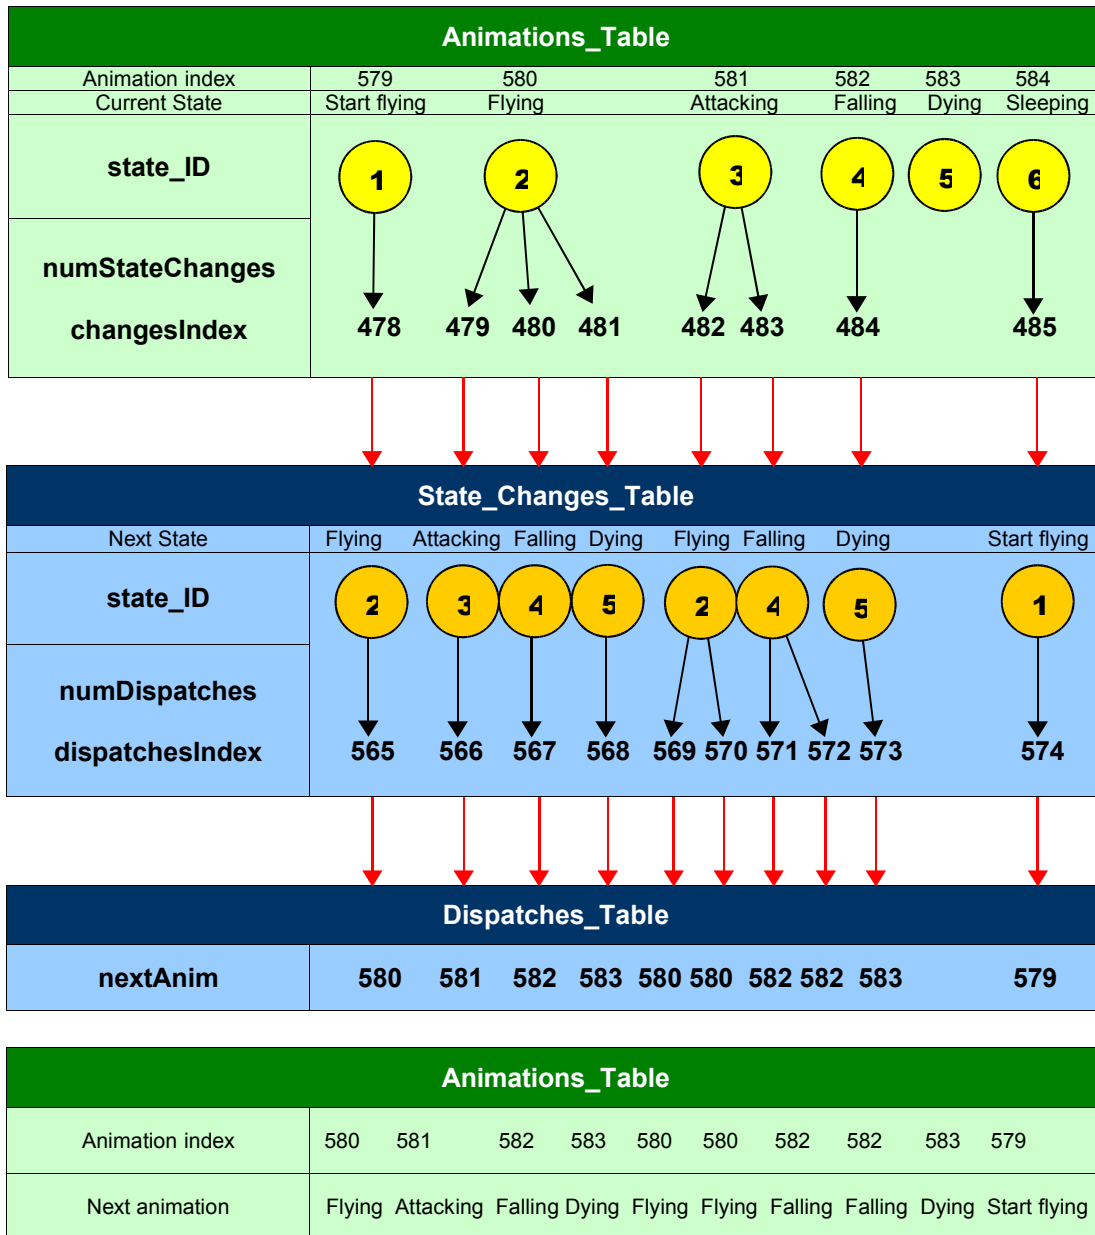 Animations_Table
Animation index 579 580 581 582 583 584
Current State Start flying Flying Attacking Falling Dying Sleeping
state_ID 1 2 3 4 5 6
numStateChanges
changesIndex 478 479 480 481 482 483 484 485
State_Changes_Table
Next State Flying Attacking Falling Dying Flying Falling Dying Start flying
state_ID 2 3 4 5 2 4 5 1
numDispatches
dispatchesIndex 565 566 567 568 569 570 571 572 573 574
Dispatches_Table
nextAnim 580 581 582 583 580 580 582 582 583 579
Animations_Table
Animation index 580 581 582 583 580 580 582 582 583 579
Next animation Flying Attacking Falling Dying Flying Flying Falling Falling Dying Start flying